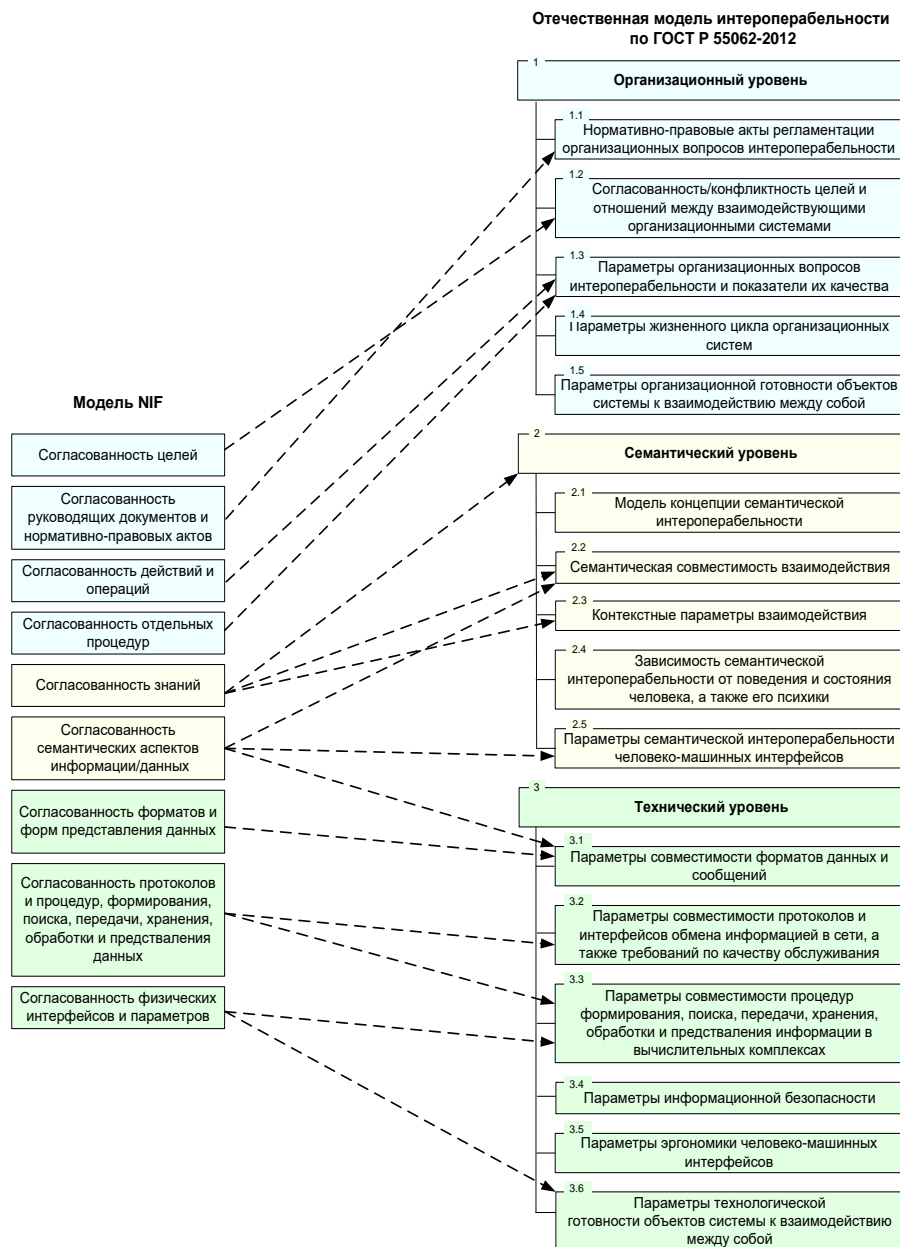 Отечественная модель интероперабельности
по ГОСТ Р 55062-2012
1
Организационный уровень
1.1
Нормативно-правовые акты регламентации
организационных вопросов интероперабельности
1.2
Согласованность/конфликтность целей и
отношений между взаимодействующими
организационными системами
1.3
Параметры организационных вопросов
интероперабельности и показатели их качества
1.4
Параметры жизненного цикла организационных
систем
1.5
Параметры организационной готовности объектов
системы к взаимодействию между собой
Модель NIF
Согласованность целей
Согласованность
руководящих документов и
нормативно-правовых актов
Согласованность действий и
операций
Согласованность отдельных
процедур
Согласованность знаний
Согласованность
семантических аспектов
информации/данных
Согласованность форматов и
форм представления данных
Согласованность протоколов
и процедур, формирования,
поиска, передачи, хранения,
обработки и предстваления
данных
Согласованность физических
интерфейсов и параметров
2
Семантический уровень
2.1
Модель концепции семантической
интероперабельности
2.2
Семантическая совместимость взаимодействия
2.3
Контекстные параметры взаимодействия
2.4
Зависимость семантической
интероперабельности от поведения и состояния
человека, а также его психики
2.5
Параметры семантической интероперабельности
человеко-машинных интерфейсов
3
Технический уровень
3.1
Параметры совместимости форматов данных и
сообщений
3.2
Параметры совместимости протоколов и
интерфейсов обмена информацией в сети, а
также требований по качеству обслуживания
3.3
Параметры совместимости процедур
формирования, поиска, передачи, хранения,
обработки и предстваления информации в
вычислительных комплексах
3.4
Параметры информационной безопасности
3.5
Параметры эргономики человеко-машинных
интерфейсов
3.6
Параметры технологической
готовности объектов системы к взаимодействию
между собой